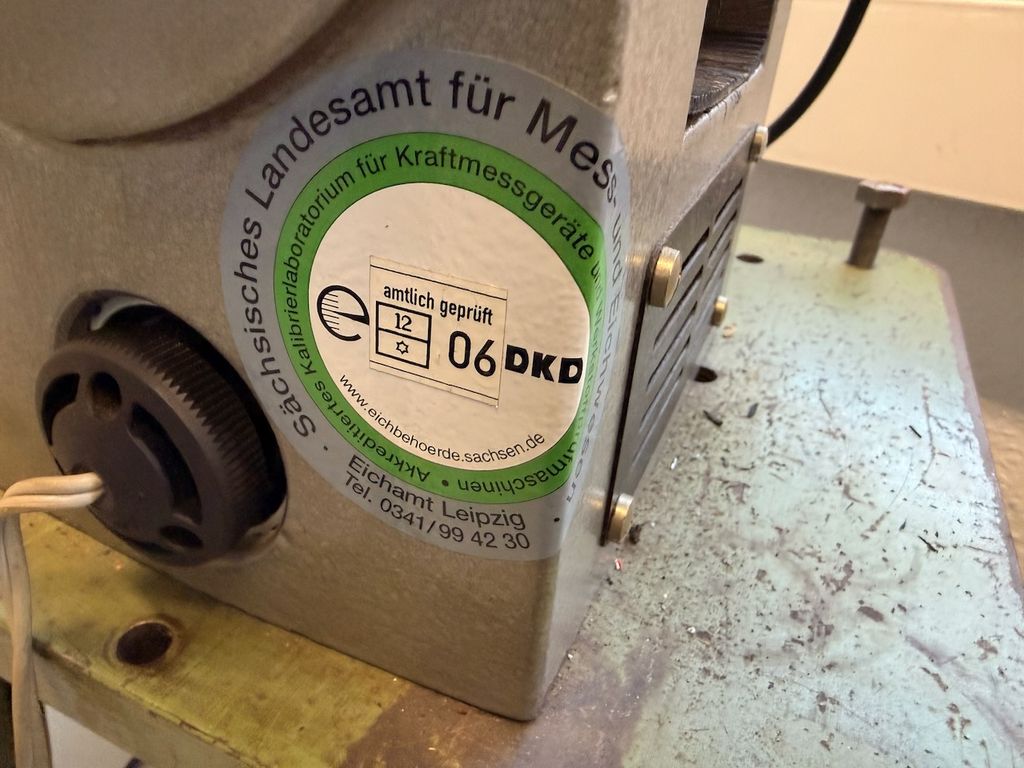 Sächsisches Landesamt für Mess- und Eichwesen
Akkreditiertes Kalibrierlaboratorium für Kraftmessgeräte und
amtlich geprüft
e 12
06 DKD
www.eichbehoerde.sachsen.de
Eichamt Leipzig
Tel. 0341/99 42 30